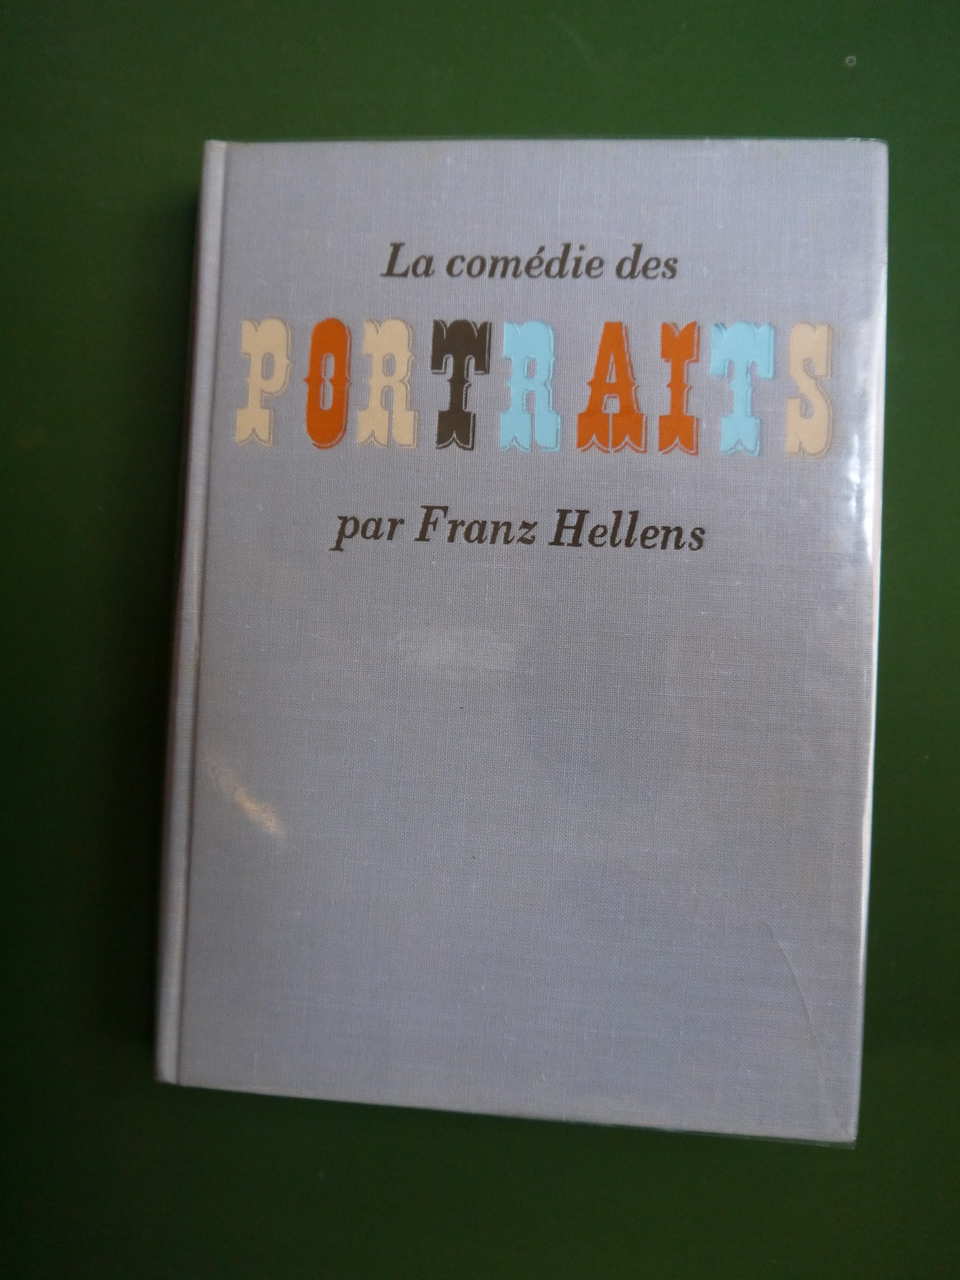 La comédie des
PORTRAITS
par Franz Hellens